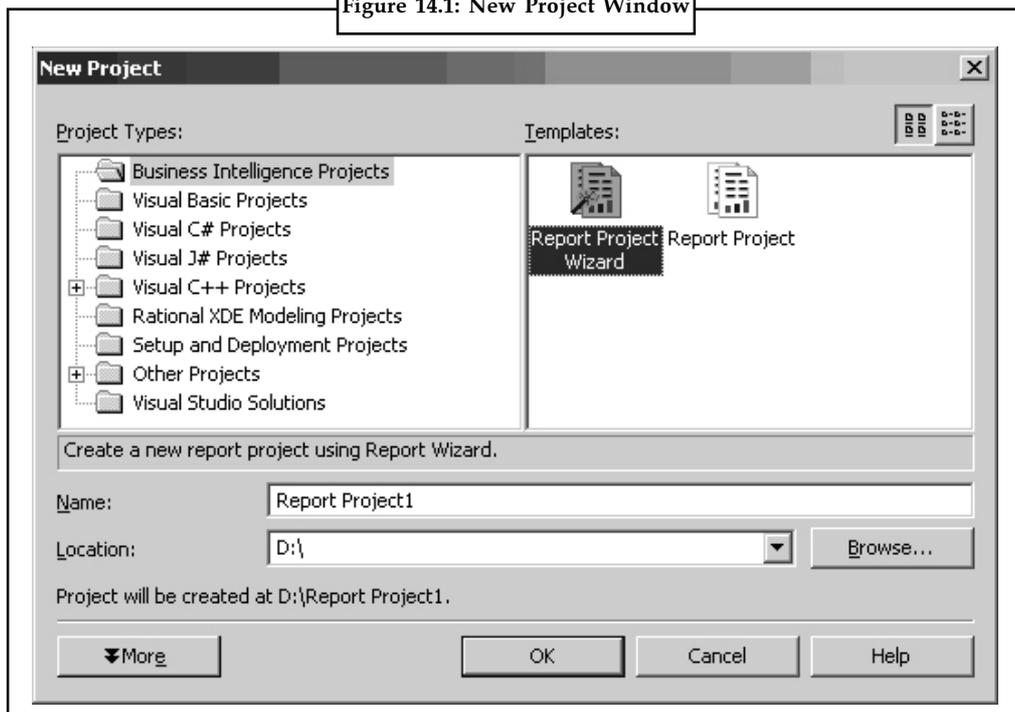 Figure 14.1: New Project Window
New Project
Project Types:
Templates:
Business Intelligence Projects
Visual Basic Projects
Visual C# Projects
Visual J# Projects
Visual C++ Projects
Rational XDE Modeling Projects
Setup and Deployment Projects
Other Projects
Visual Studio Solutions
Report Project
Wizard
Report Project
Create a new report project using Report Wizard.
Name:
Report Project1
Location:
D:\
Browse...
Project will be created at D:\Report Project1.
More
OK
Cancel
Help